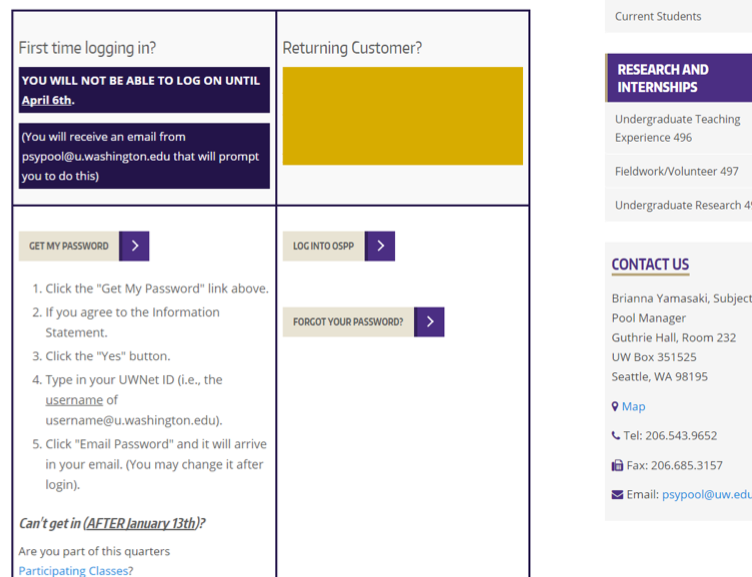 First time logging in?
YOU WILL NOT BE ABLE TO LOG ON UNTIL
April 6th.
(You will receive an email from
psypool@u.washington.edu that will prompt
you to do this)
Returning Customer?
GET MY PASSWORD
1. Click the "Get My Password" link above.
2. If you agree to the Information
Statement.
3. Click the "Yes" button.
4. Type in your UWNet ID (i.e., the
username of
username@u.washington.edu).
5. Click "Email Password" and it will arrive
in your email. (You may change it after
login).
Can't get in (AFTER January 13th)?
Are you part of this quarters
Participating Classes?
LOG INTO OSPP
FORGOT YOUR PASSWORD?
Current Students
RESEARCH AND
INTERNSHIPS
Undergraduate Teaching
Experience 496
Fieldwork/Volunteer 497
Undergraduate Research
CONTACT US
Brianna Yamasaki, Subject
Pool Manager
Guthrie Hall, Room 232
UW Box 351525
Seattle, WA 98195
Map
Tel: 206.543.9652
Fax: 206.685.3157
Email: psypool@uw.edu